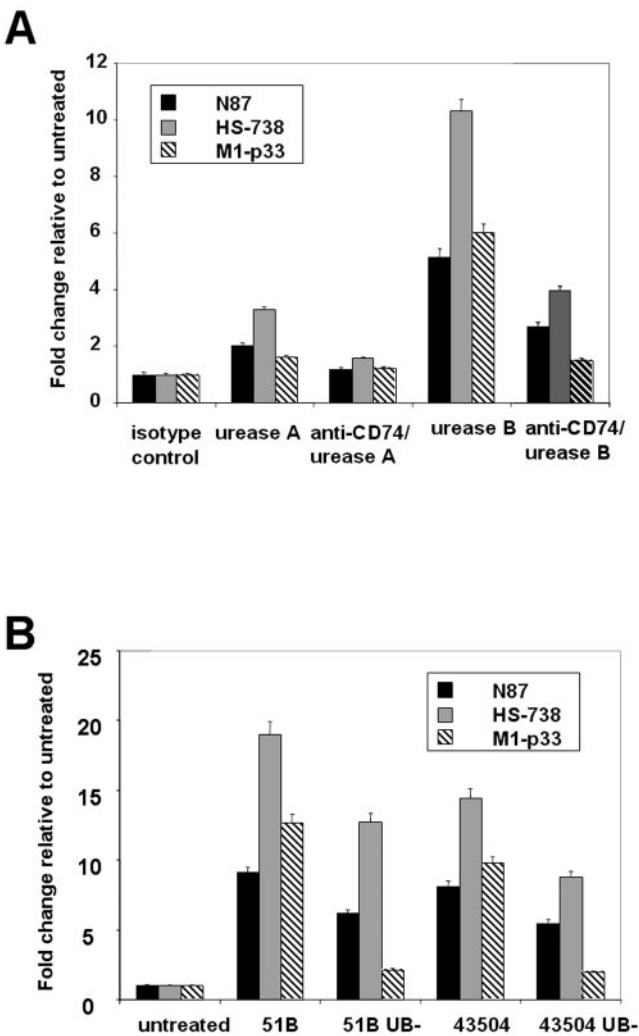 A
Fold change relative to untreated
12
10
8
6
4
2
0
N87
HS-738
M1-p33
isotype control
urease A
anti-CD74/ urease A
urease B
anti-CD74/ urease B
B
Fold change relative to untreated
25
20
15
10
5
0
N87
HS-738
M1-p33
untreated
51B
51B UB-
43504
43504 UB-